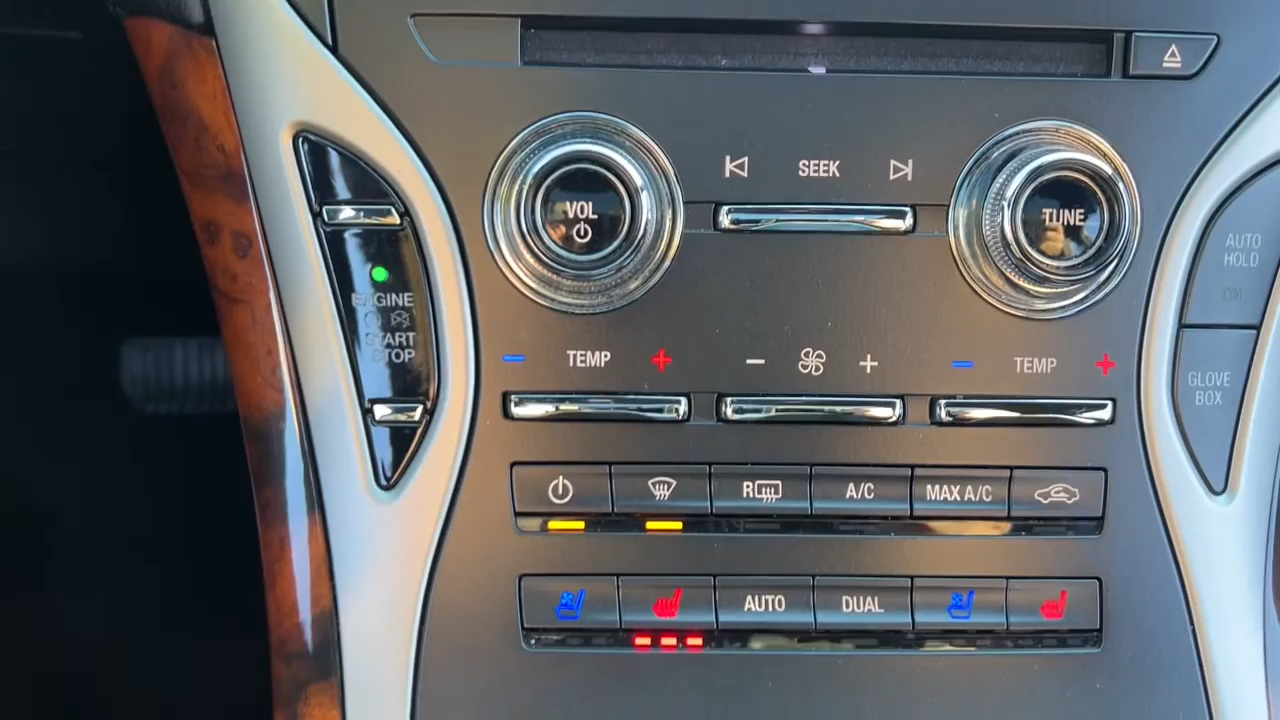 VOL
SEEK
TUNE
AUTO
HOLD
ENGINE
START
STOP
TEMP
TEMP
GLOVE
BOX
R
A/C
MAX A/C
AUTO
DUAL